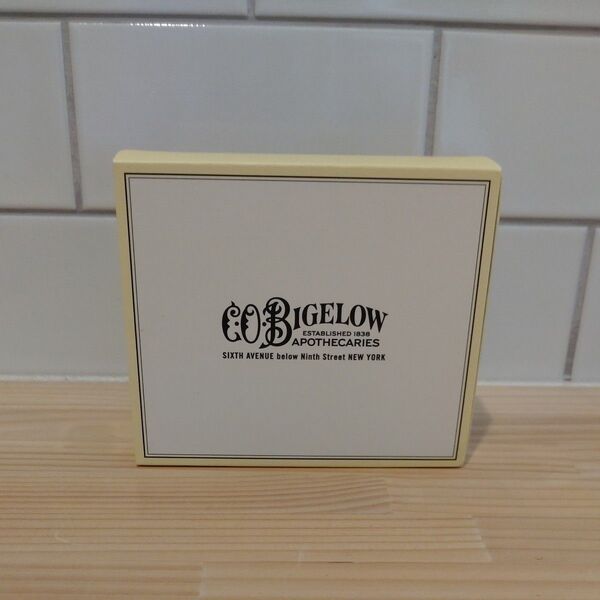 C.O. BIGELOW
ESTABLISHED 1838
APOTHECARIES
SIXTH AVENUE below Ninth Street NEW YORK